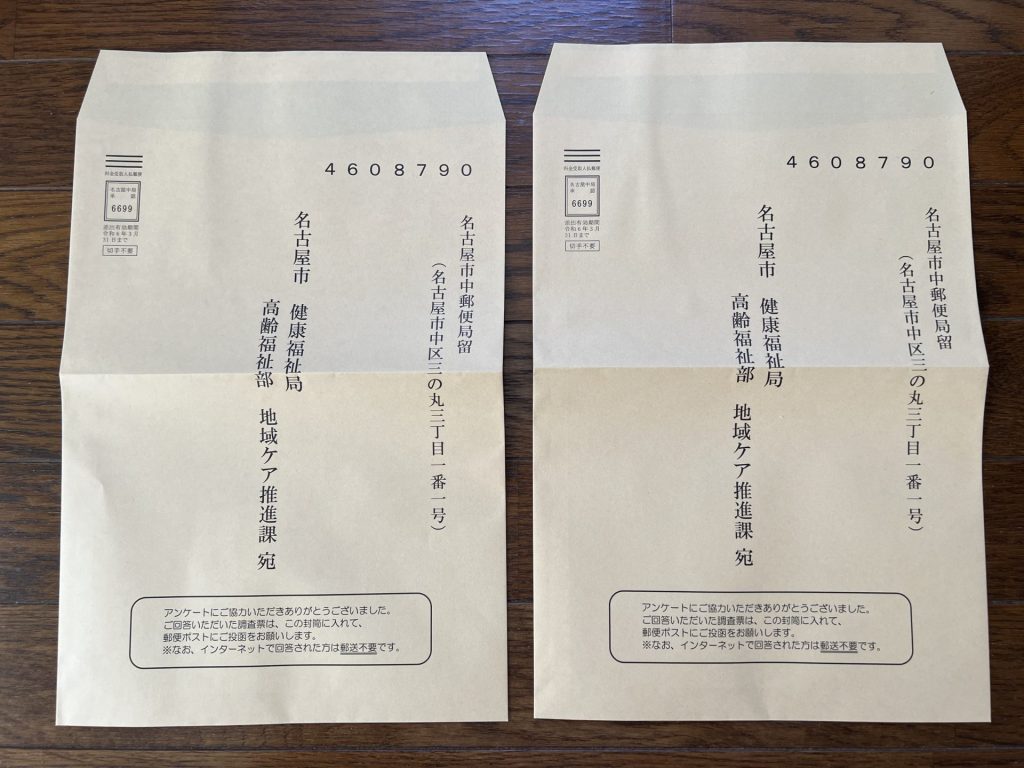 料金受取人払郵便
名古屋中局
承認
6699
差出有効期間
令和6年3月
31日まで
切手不要
4608790
名古屋市中郵便局留
（名古屋市中区三の丸三丁目一番一号）
名古屋市　健康福祉局
高齢福祉部　地域ケア推進課 宛
アンケートにご協力いただきありがとうございました。
ご回答いただいた調査票は、この封筒に入れて、
郵便ポストにご投函をお願いします。
※なお、インターネットで回答された方は郵送不要です。
料金受取人払郵便
名古屋中局
承認
6699
差出有効期間
令和6年3月
31日まで
切手不要
4608790
名古屋市中郵便局留
（名古屋市中区三の丸三丁目一番一号）
名古屋市　健康福祉局
高齢福祉部　地域ケア推進課 宛
アンケートにご協力いただきありがとうございました。
ご回答いただいた調査票は、この封筒に入れて、
郵便ポストにご投函をお願いします。
※なお、インターネットで回答された方は郵送不要です。